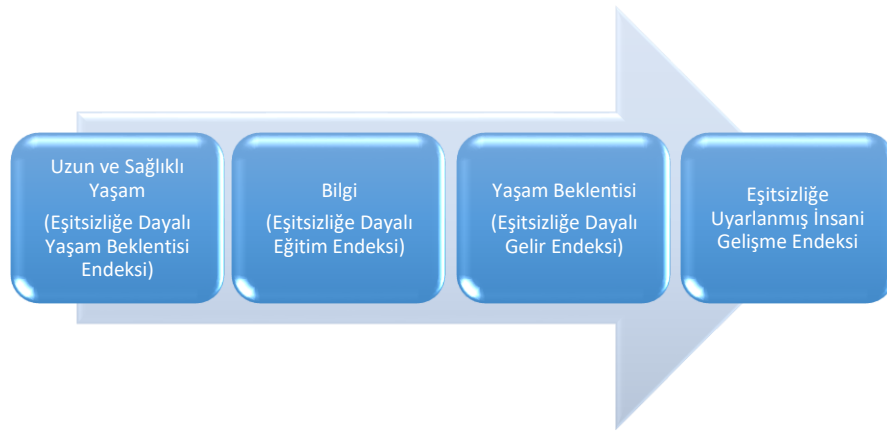 Uzun ve Sağlıklı
Yaşam
(Eşitsizliğe Dayalı
Yaşam Beklentisi
Endeksi)
Bilgi
(Eşitsizliğe Dayalı
Eğitim Endeksi)
Yaşam Beklentisi
(Eşitsizliğe Dayalı
Gelir Endeksi)
Eşitsizliğe
Uyarlanmış İnsani
Gelişme Endeksi